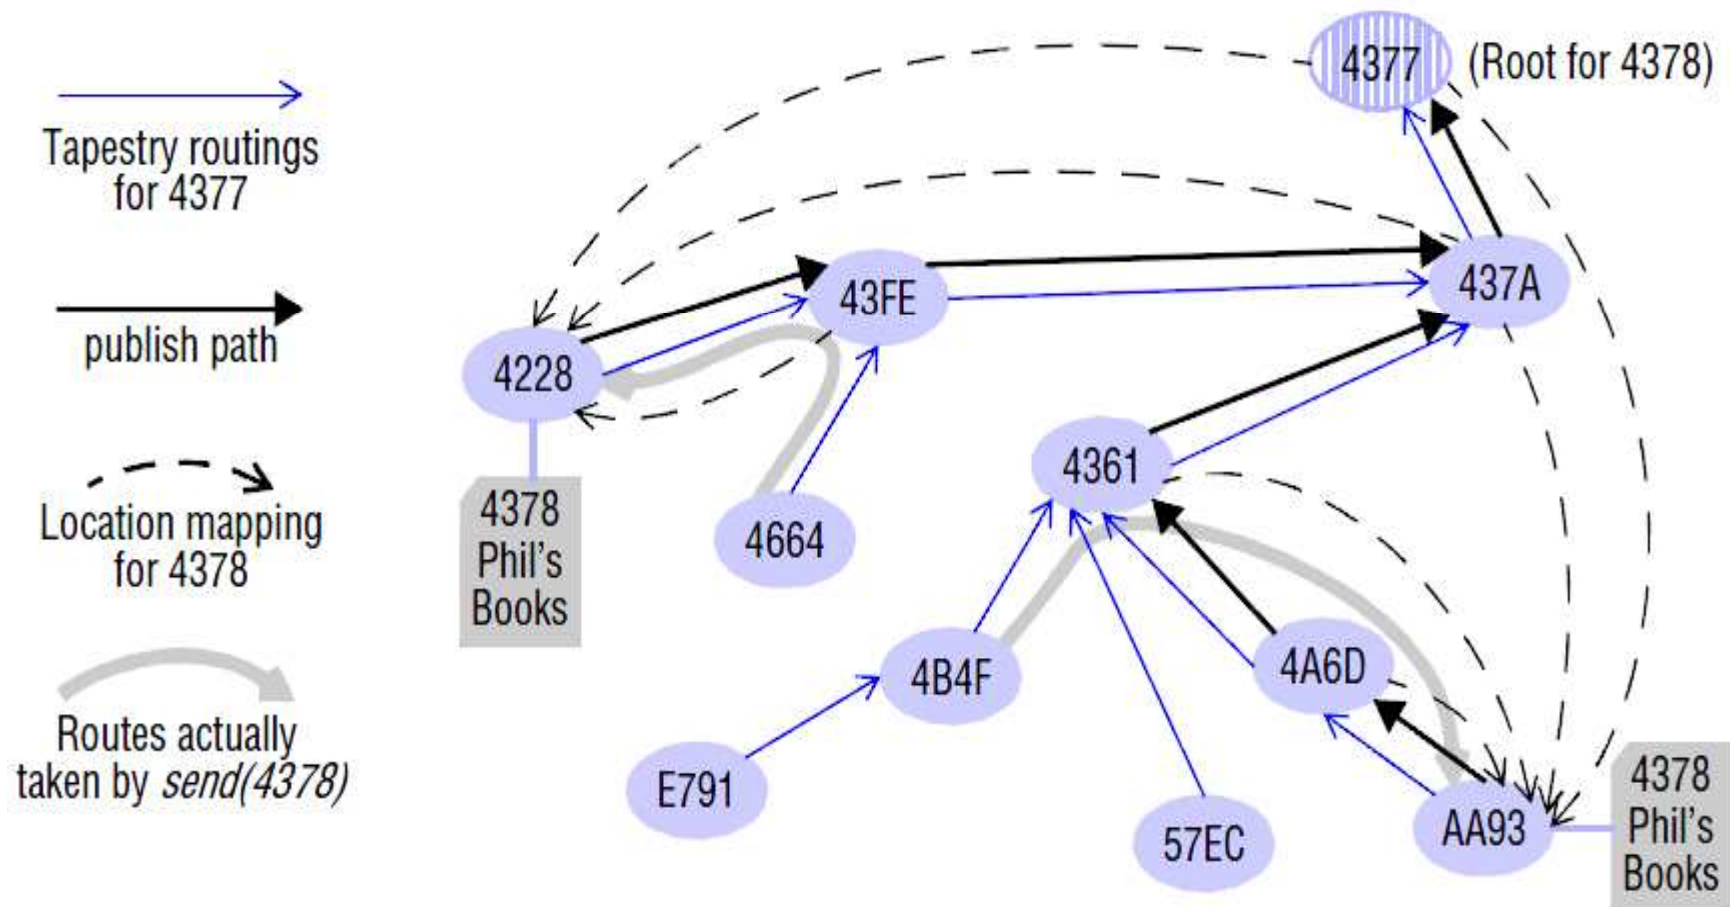 Tapestry routings
for 4377
publish path
Location mapping
for 4378
Routes actually
taken by send(4378)
4377
(Root for 4378)
43FE
437A
4228
4378
Phil's
Books
4664
4361
4B4F
4A6D
E791
57EC
AA93
4378
Phil's
Books